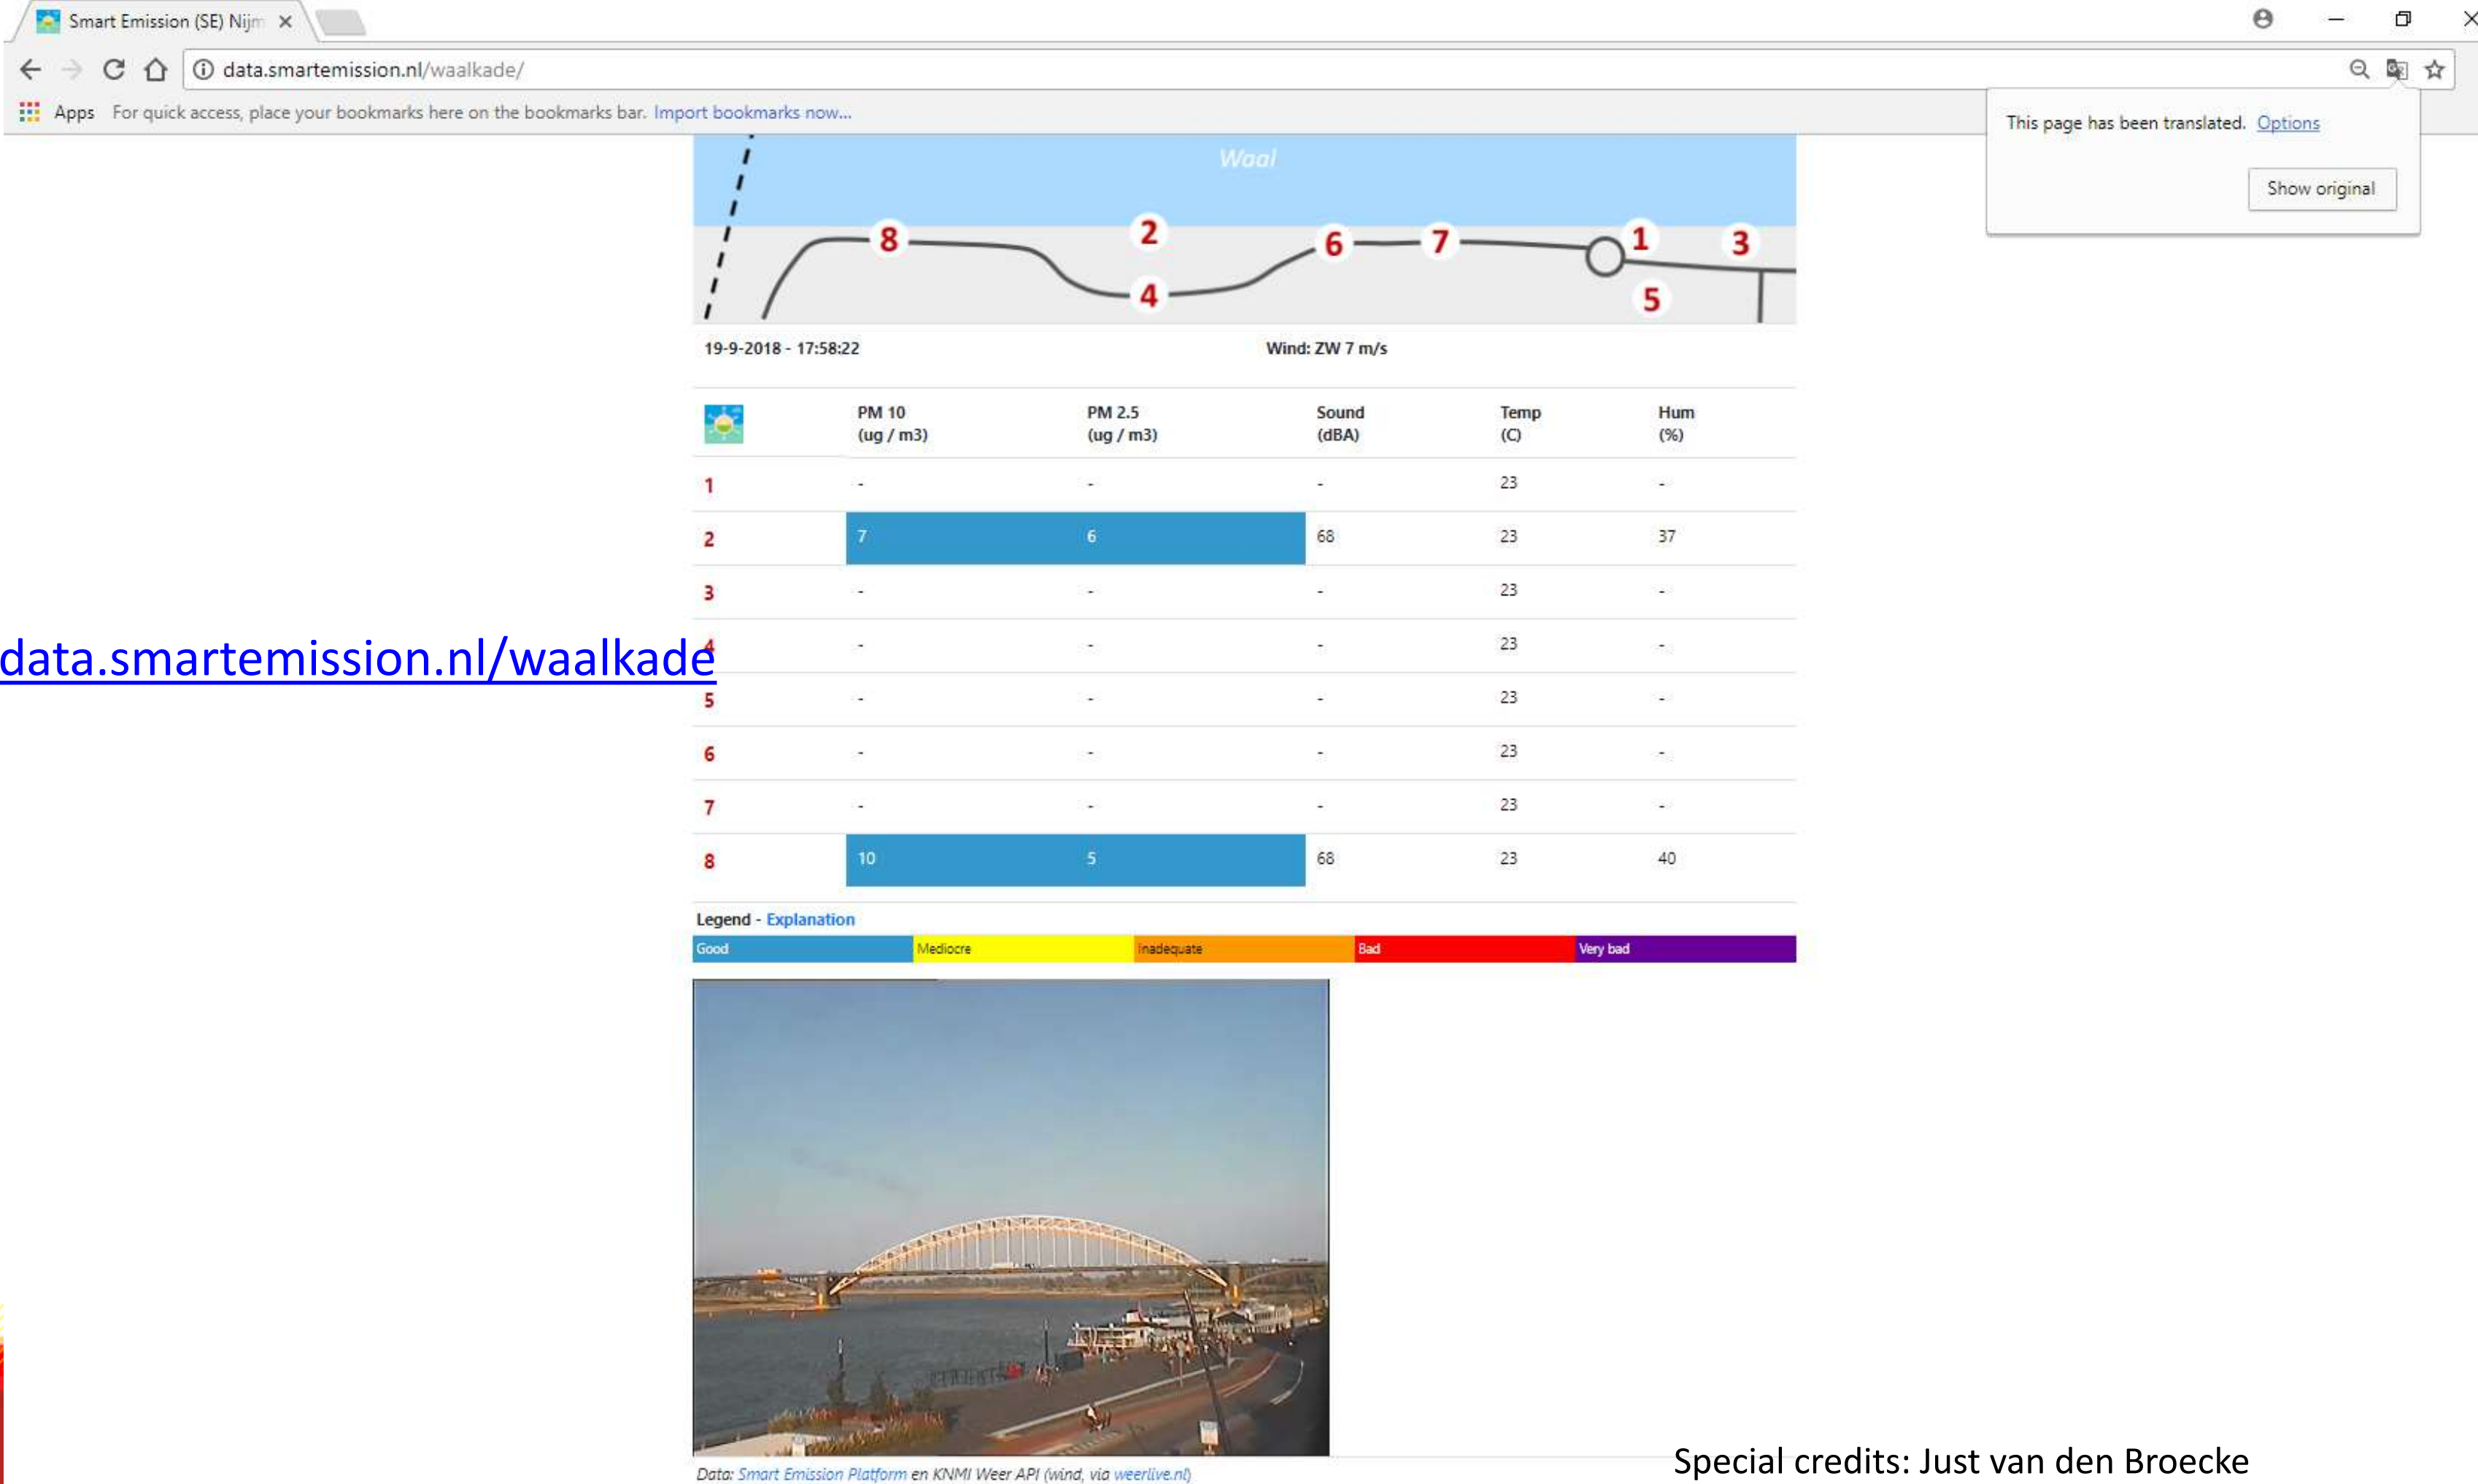 Smart Emission (SE) Nijm
data.smartemission.nl/waalkade/
Apps For quick access, place your bookmarks here on the bookmarks bar. Import bookmarks now...
This page has been translated. Options
Show original
Waal
8 2 6 7 1 3
4 5
19-9-2018 - 17:58:22 Wind: ZW 7 m/s
PM 10 PM 2.5 Sound Temp Hum
(ug / m3) (ug / m3) (dBA) (C) (%)
1 - - - 23 -
2 7 6 68 23 37
3 - - - 23 -
4 - - - 23 -
data.smartemission.nl/waalkade
5 - - - 23 -
6 - - - 23 -
7 - - - 23 -
8 10 5 68 23 40
Legend - Explanation
Good Mediocre Inadequate Bad Very bad
Data: Smart Emission Platform en KNMI Weer API (wind, via weerlive.nl)
Special credits: Just van den Broecke